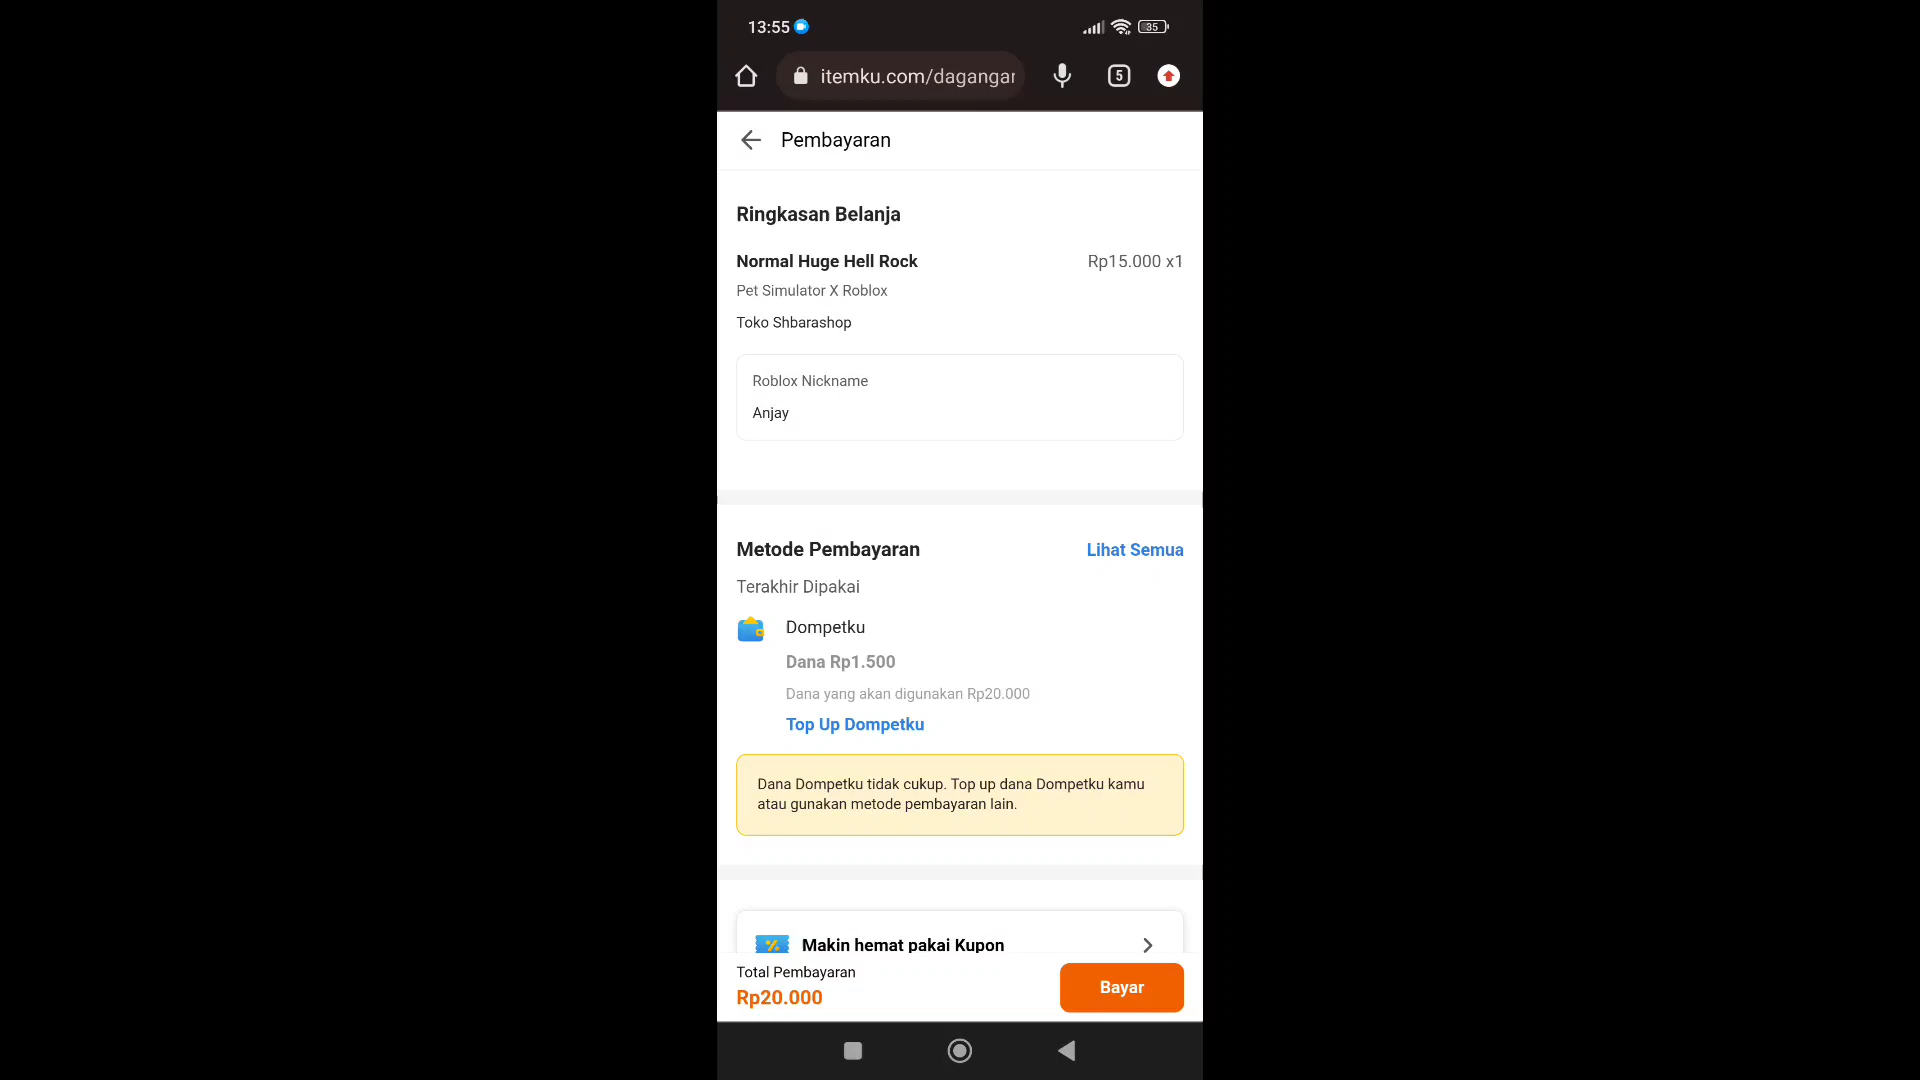 13:55
35
itemku.com/dagangar
5
Pembayaran
Ringkasan Belanja
Normal Huge Hell Rock
Rp15.000 x1
Pet Simulator X Roblox
Toko Shbarashop
Roblox Nickname
Anjay
Metode Pembayaran
Lihat Semua
Terakhir Dipakai
Dompetku
Dana Rp1.500
Dana yang akan digunakan Rp20.000
Top Up Dompetku
Dana Dompetku tidak cukup. Top up dana Dompetku kamu
atau gunakan metode pembayaran lain.
Makin hemat pakai Kupon
Total Pembayaran
Rp20.000
Bayar